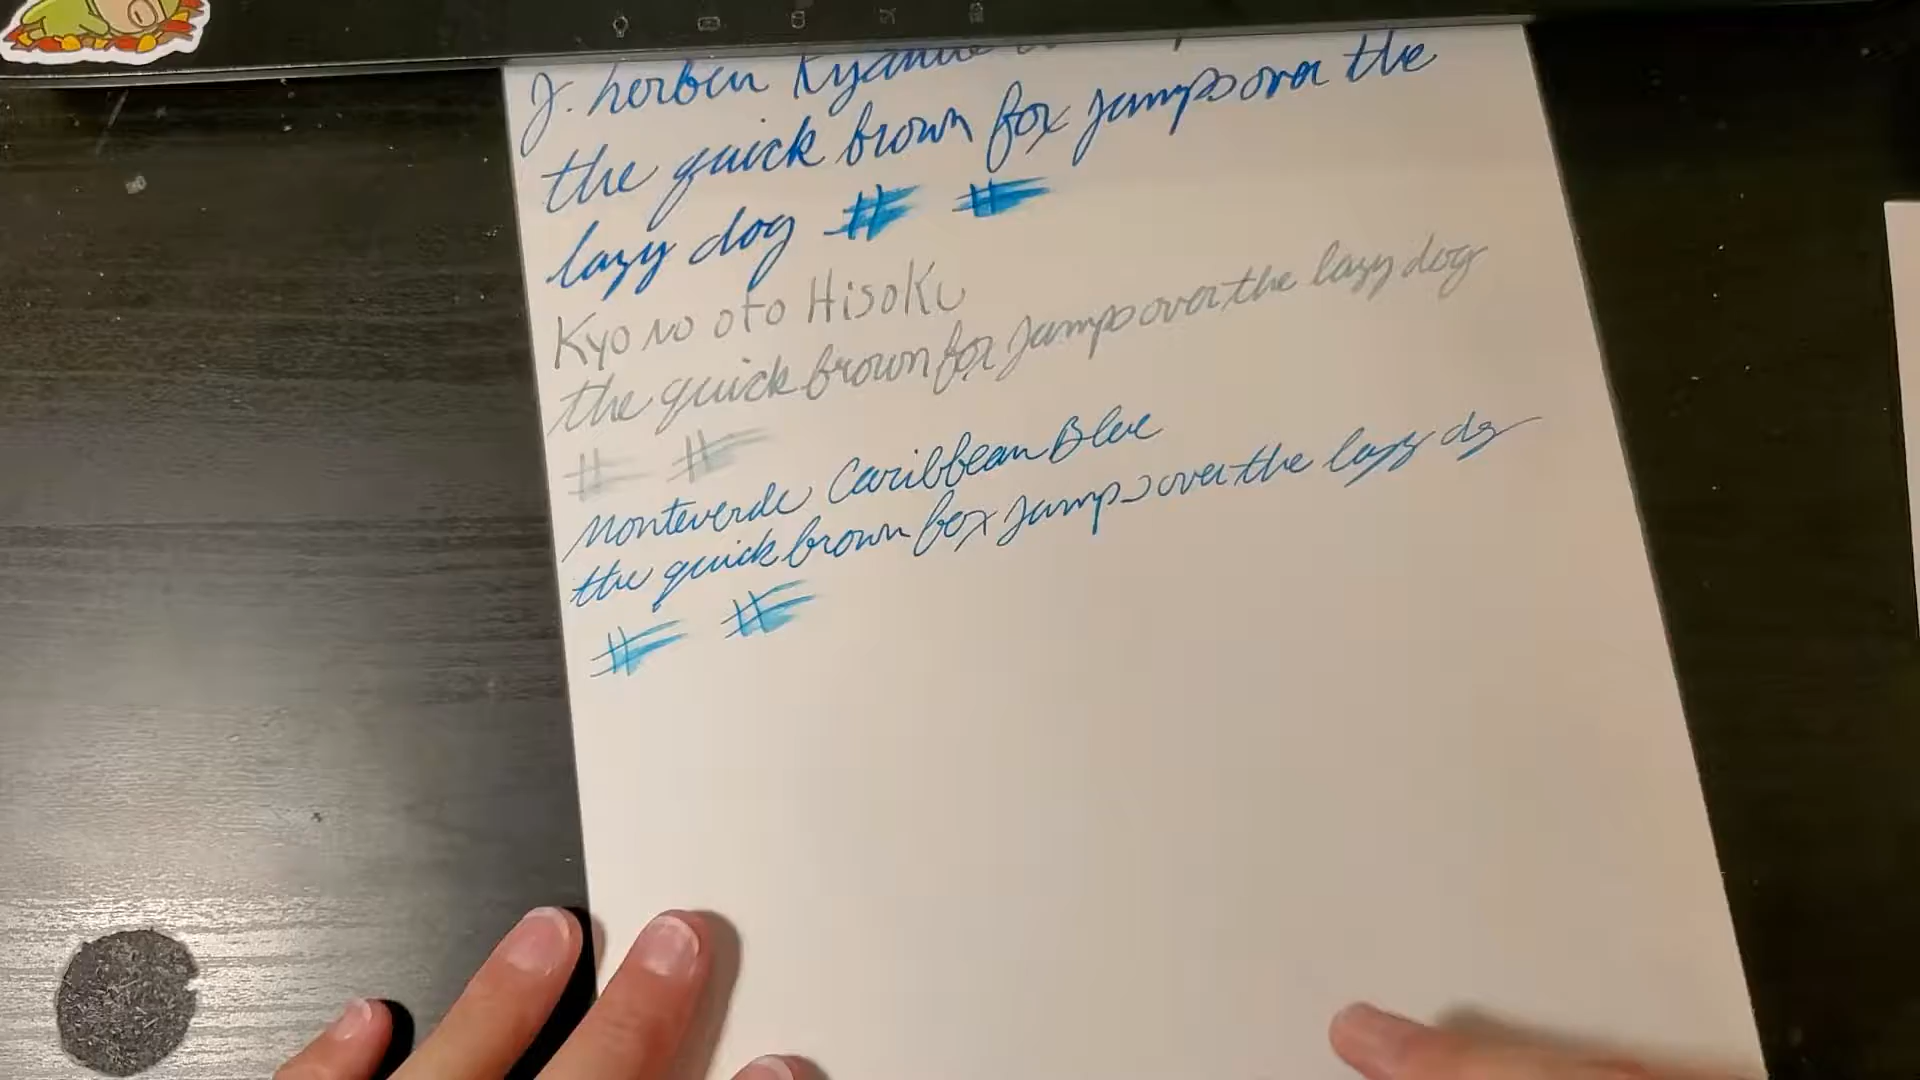 J. herbin Kyanite
the quick brown fox jumps over the
lazy dog # #
Kyo no oto Hisoku
the quick brown fox jumps over the lazy dog
# #
Monteverde Caribbean Blue
the quick brown fox jumps over the lazy dog
# #